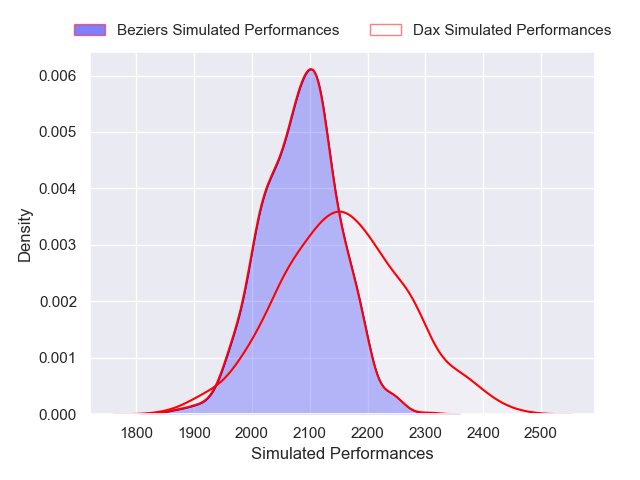 Beziers Simulated Performances Dax Simulated Performances
0.006
0.005
0.004
0.003
0.002
0.001
0.000
Density
1800 1900 2000 2100 2200 2300 2400 2500
Simulated Performances